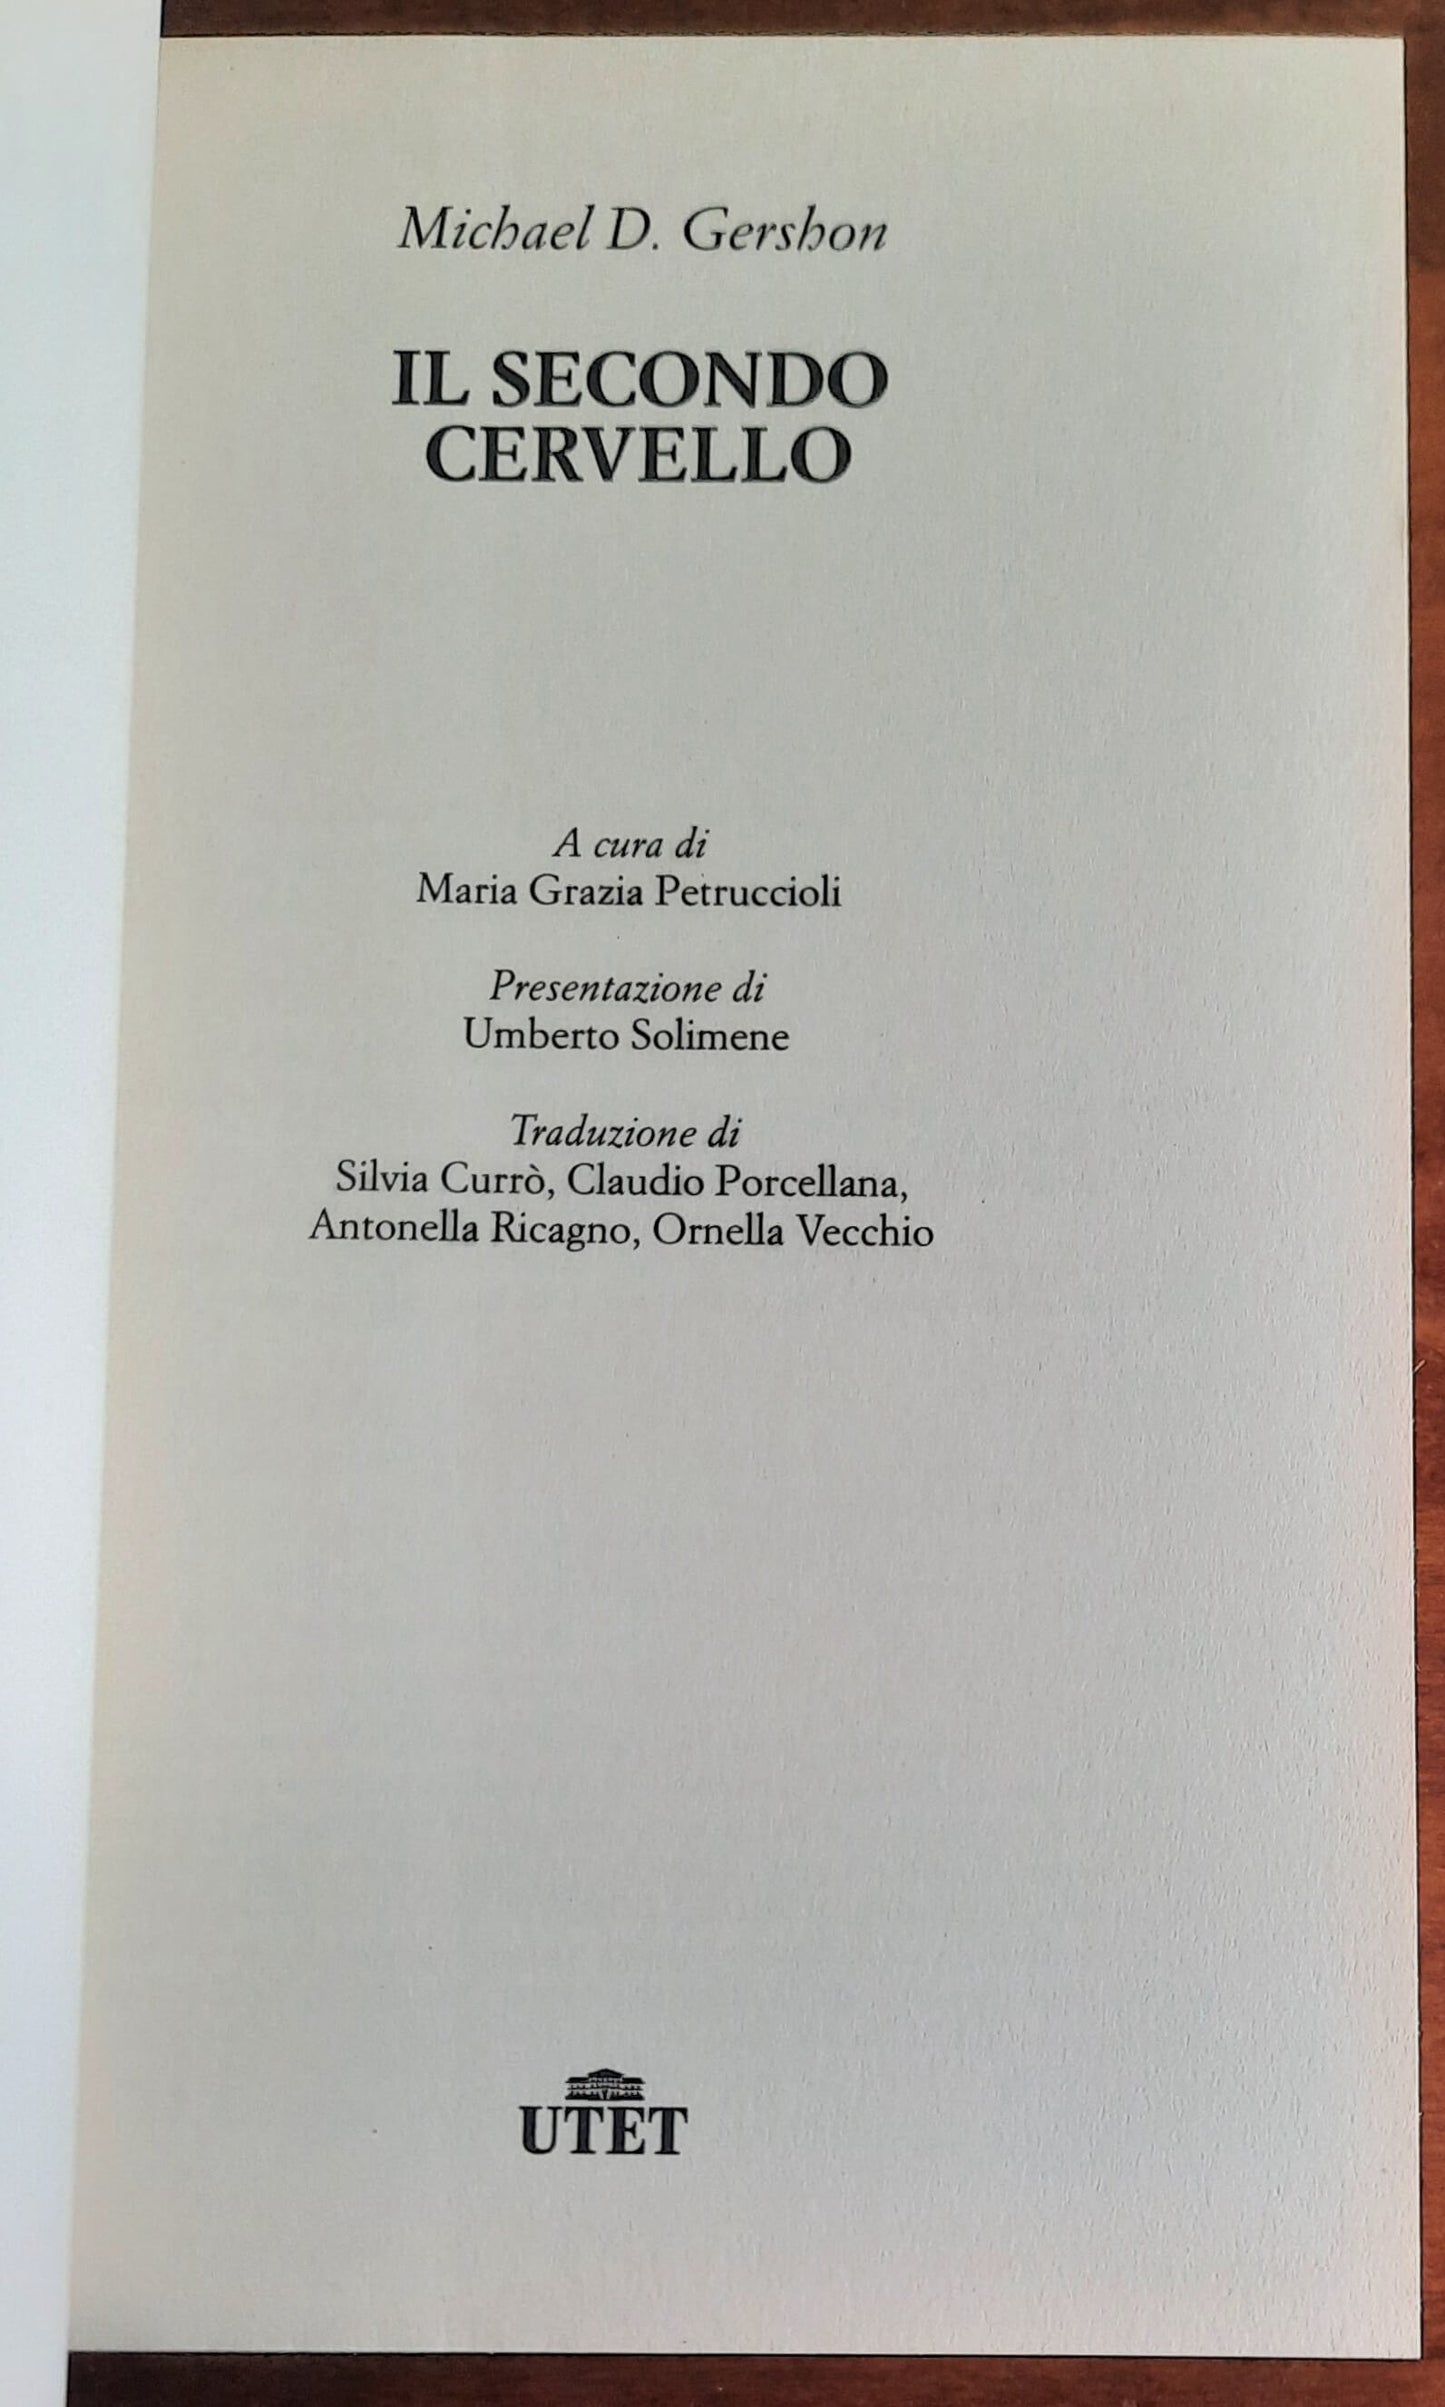 Michael D. Gershon
IL SECONDO
CERVELLO
A cura di
Maria Grazia Petruccioli
Presentazione di
Umberto Solimene
Traduzione di
Silvia Currò, Claudio Porcellana,
Antonella Ricagno, Ornella Vecchio
UTET